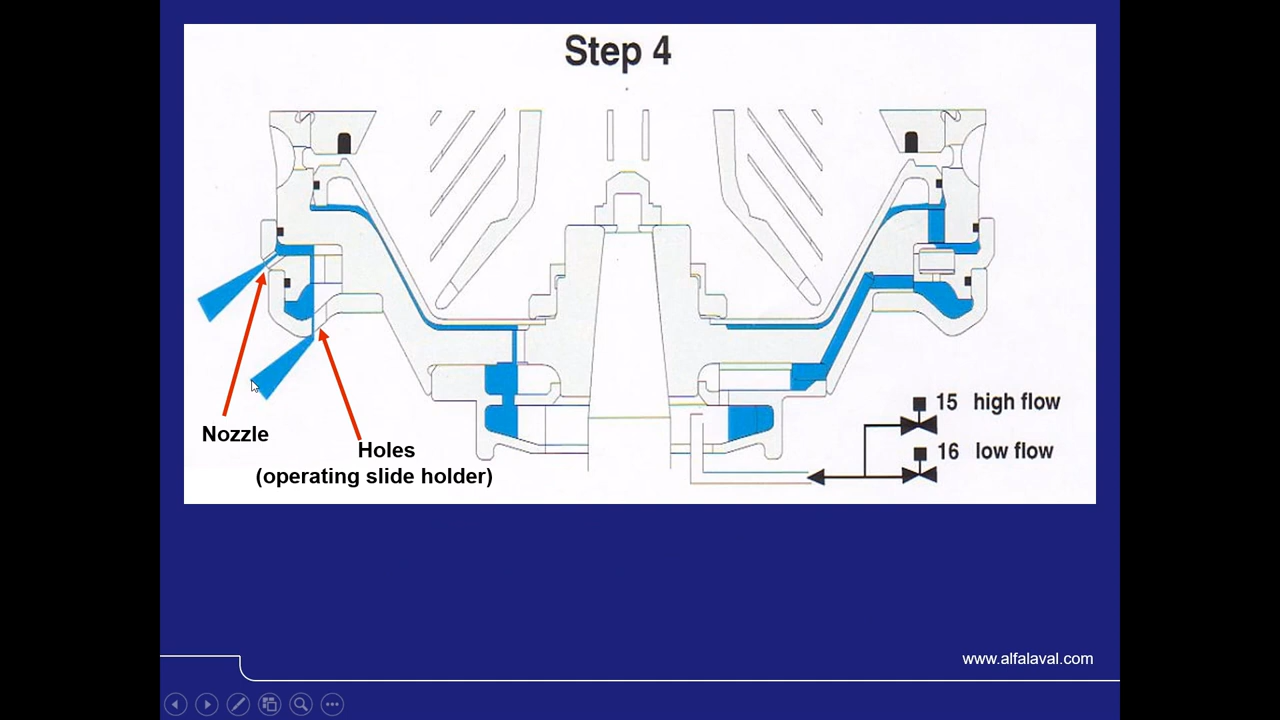 Step 4
15 high flow
16 low flow
Nozzle
Holes
(operating slide holder)
www.alfalaval.com